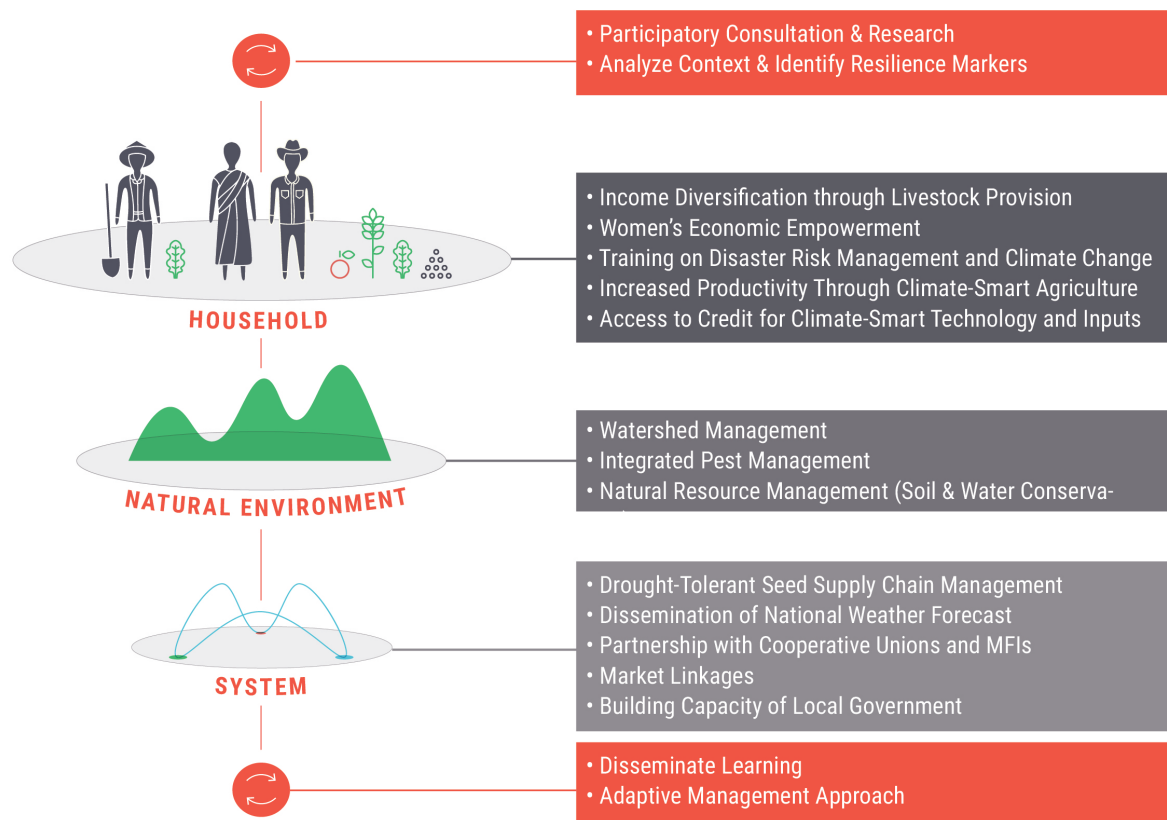 • Participatory Consultation & Research
• Analyze Context & Identify Resilience Markers
• Income Diversification through Livestock Provision
• Women’s Economic Empowerment
• Training on Disaster Risk Management and Climate Change
• Increased Productivity Through Climate-Smart Agriculture
• Access to Credit for Climate-Smart Technology and Inputs
HOUSEHOLD
• Watershed Management
• Integrated Pest Management
• Natural Resource Management (Soil & Water Conserva-
NATURAL ENVIRONMENT
• Drought-Tolerant Seed Supply Chain Management
• Dissemination of National Weather Forecast
• Partnership with Cooperative Unions and MFIs
• Market Linkages
• Building Capacity of Local Government
SYSTEM
• Disseminate Learning
• Adaptive Management Approach